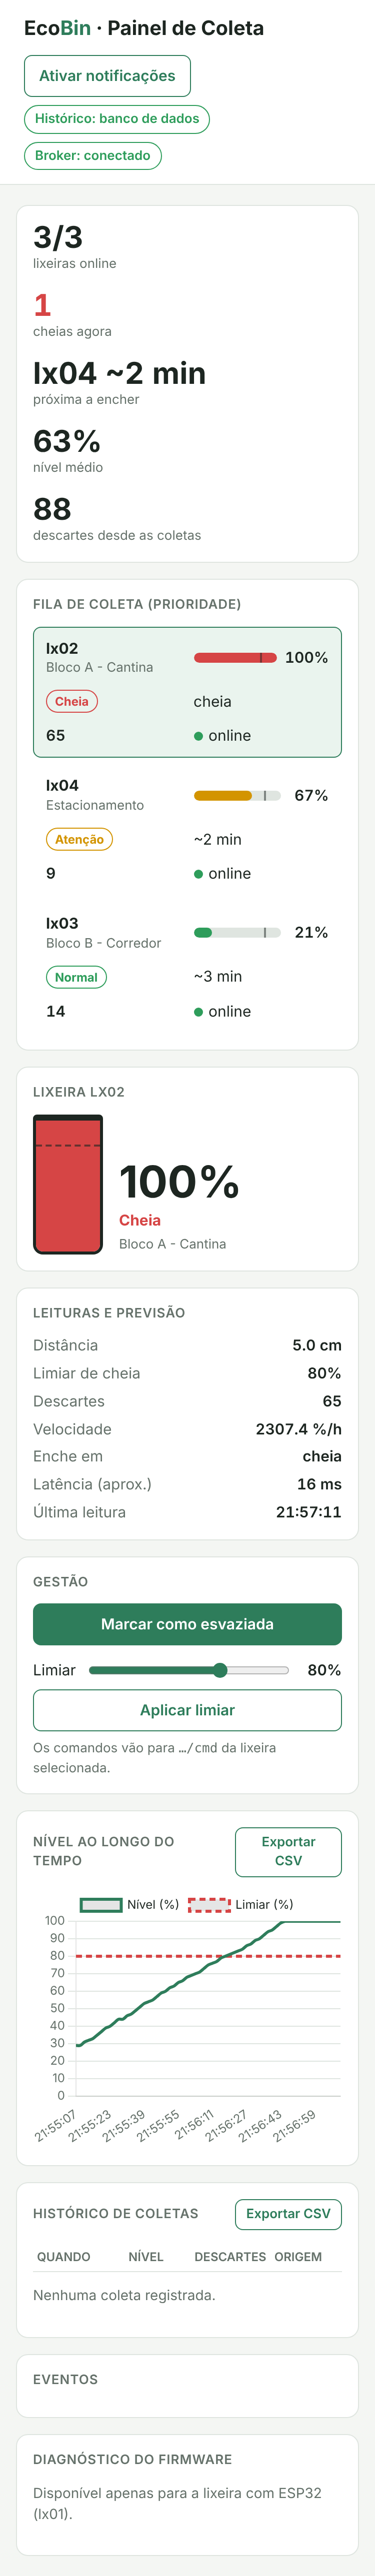 EcoBin · Painel de Coleta
Ativar notificações
Histórico: banco de dados
Broker: conectado
3/3
lixeiras online
1
cheias agora
lx04 ~2 min
próxima a encher
63%
nível médio
88
descartes desde as coletas
FILA DE COLETA (PRIORIDADE)
lx02
Bloco A - Cantina
100%
Cheia
cheia
65
online
lx04
Estacionamento
67%
Atenção
~2 min
9
online
lx03
Bloco B - Corredor
21%
Normal
~3 min
14
online
LIXEIRA LX02
100%
Cheia
Bloco A - Cantina
LEITURAS E PREVISÃO
Distância 5.0 cm
Limiar de cheia 80%
Descartes 65
Velocidade 2307.4 %/h
Enche em cheia
Latência (aprox.) 16 ms
Última leitura 21:57:11
GESTÃO
Marcar como esvaziada
Limiar 80%
Aplicar limiar
Os comandos vão para …/cmd da lixeira
selecionada.
NÍVEL AO LONGO DO
TEMPO
Exportar
CSV
Nível (%) Limiar (%)
100
90
80
70
60
50
40
30
20
10
0
21:55:07 21:55:23 21:55:39 21:55:55 21:56:11 21:56:27 21:56:43 21:56:59
HISTÓRICO DE COLETAS
Exportar CSV
QUANDO NÍVEL DESCARTES ORIGEM
Nenhuma coleta registrada.
EVENTOS
DIAGNÓSTICO DO FIRMWARE
Disponível apenas para a lixeira com ESP32
(lx01).